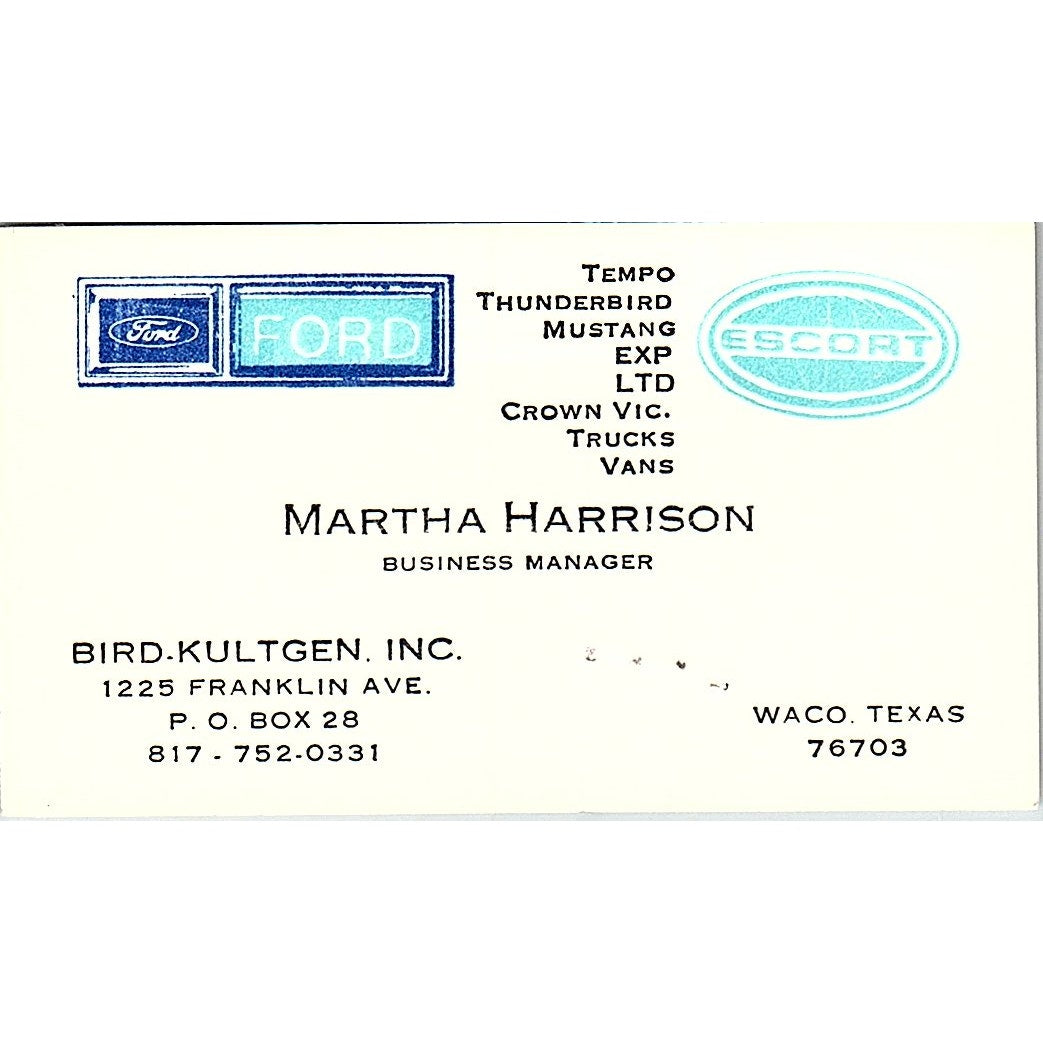 Ford
FORD
TEMPO
THUNDERBIRD
MUSTANG
EXP
LTD
CROWN VIC.
TRUCKS
VANS
ESCORT
MARTHA HARRISON
BUSINESS MANAGER
BIRD-KULTGEN, INC.
1225 FRANKLIN AVE.
P. O. BOX 28
817 - 752-0331
WACO, TEXAS
76703